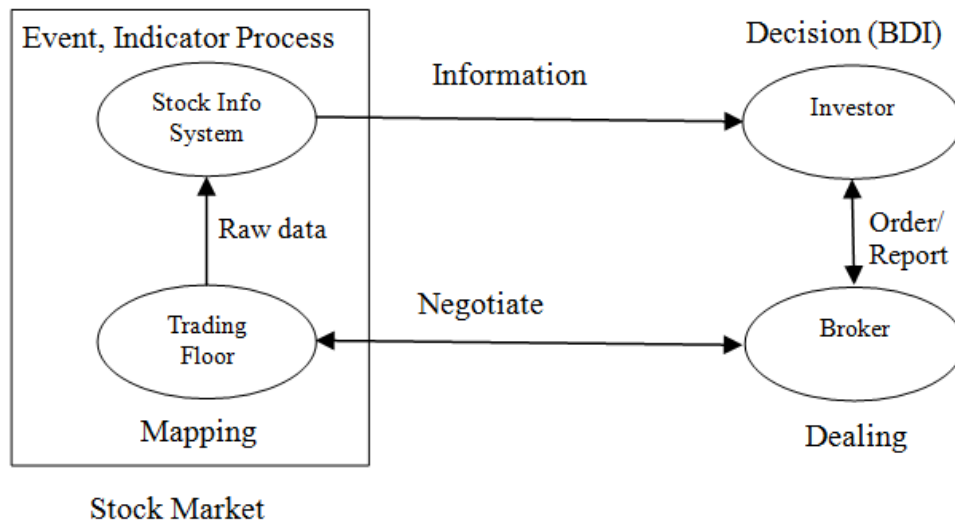 Event, Indicator Process
Decision (BDI)
Information
Stock Info
System
Investor
Raw data
Order/
Report
Negotiate
Trading
Floor
Broker
Mapping
Dealing
Stock Market